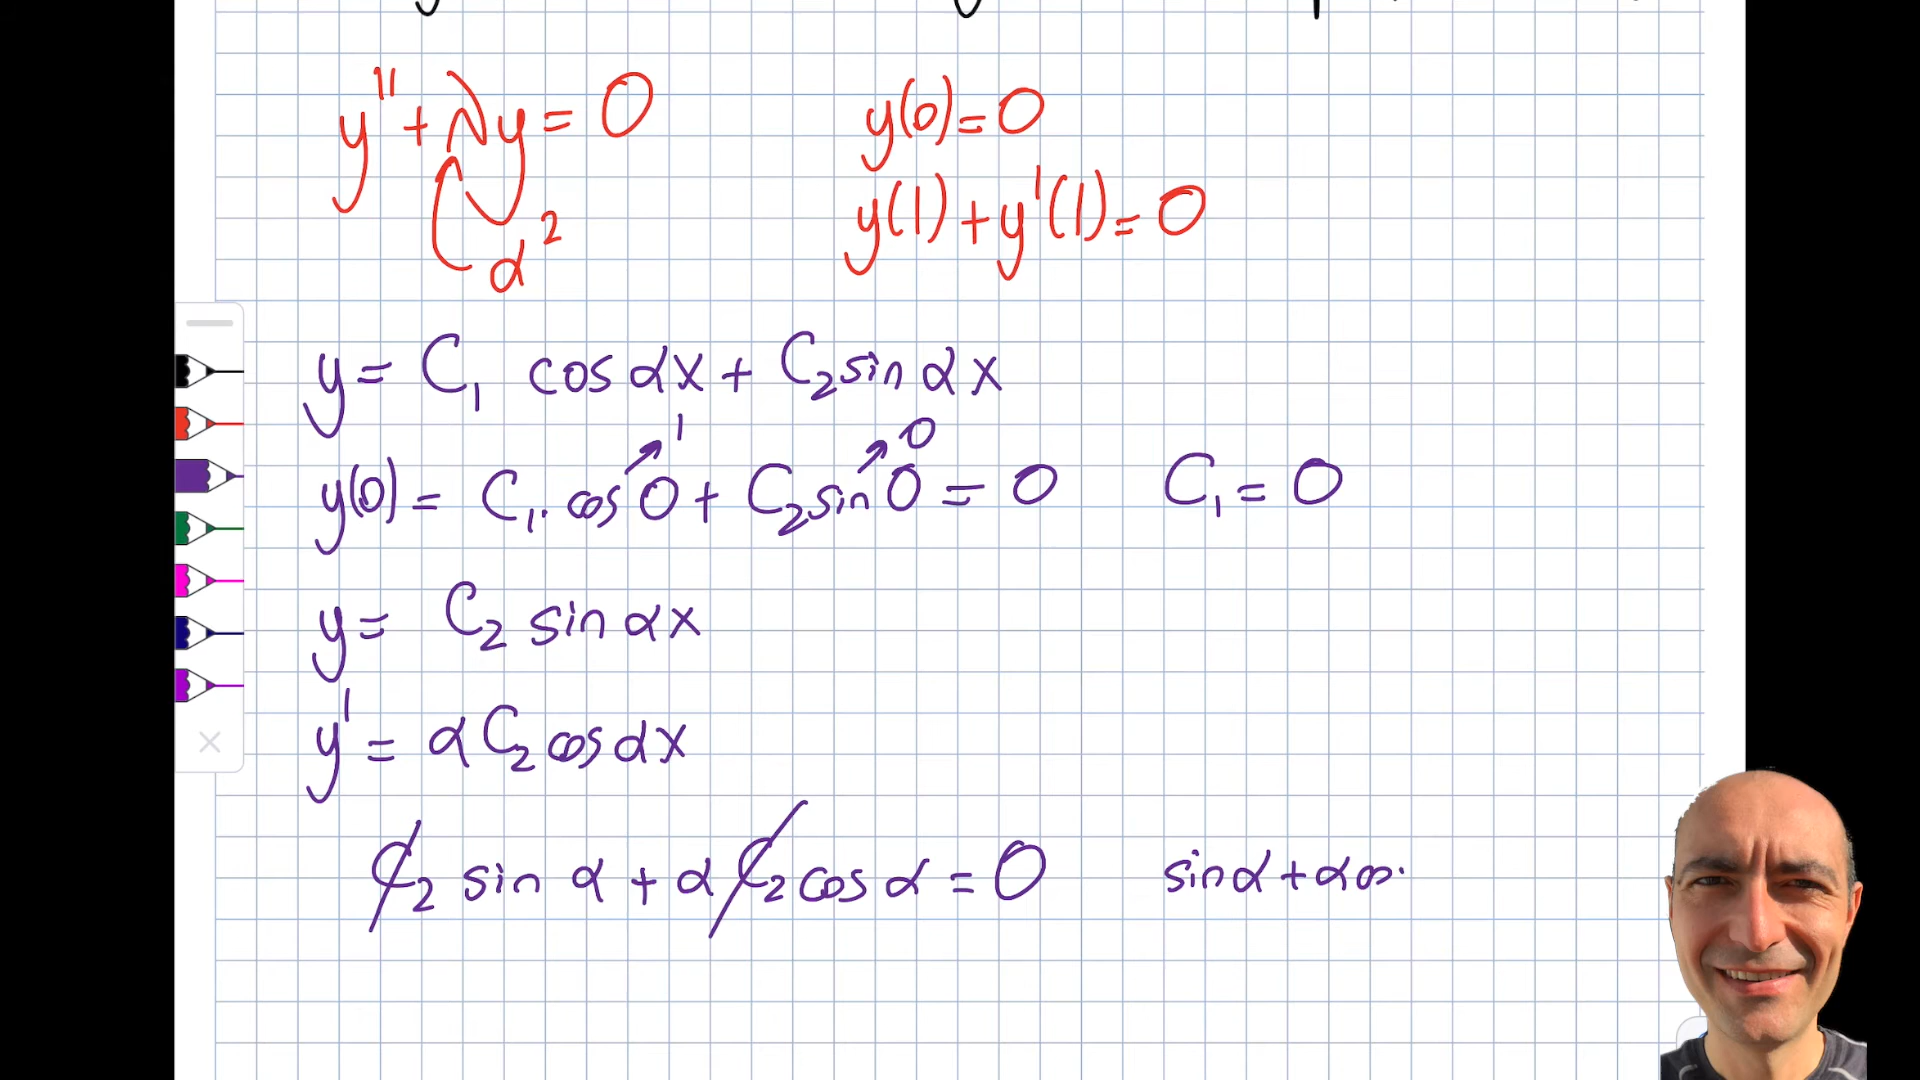 y'' + λy = 0
α²
y(0) = 0
y(1) + y'(1) = 0
y = C₁ cos αx + C₂ sin αx
1 0
y(0) = C₁. cos 0 + C₂ sin 0 = 0 C₁ = 0
y = C₂ sin αx
y' = α C₂ cos αx
C₂ sin α + α C₂ cos α = 0 sin α + α co